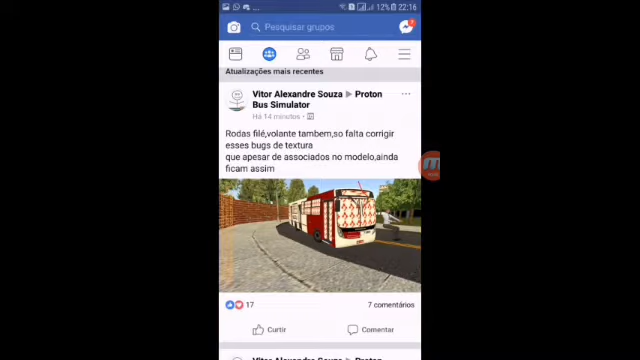 12% 22:16
Pesquisar grupos
Atualizações mais recentes
Vitor Alexandre Souza ▶ Proton
Bus Simulator
Há 14 minutos
Rodas filé,volante tambem,so falta corrigir
esses bugs de textura
que apesar de associados no modelo,ainda
ficam assim
17
7 comentários
Curtir
Comentar
Vitor Alexandre Souza ▶ Proton